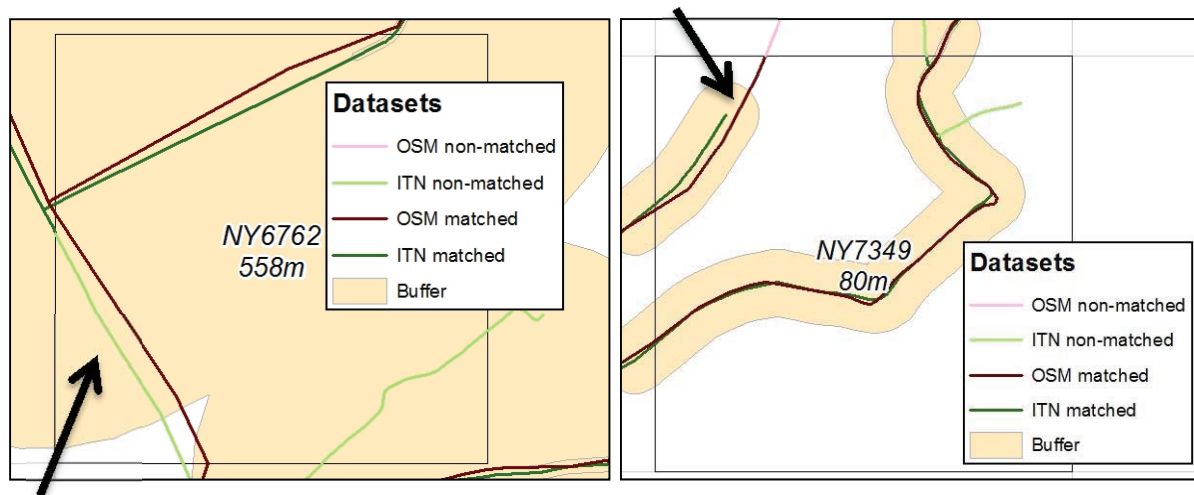 NY6762
558m
Datasets
OSM non-matched
ITN non-matched
OSM matched
ITN matched
Buffer
NY7349
80m
Datasets
OSM non-matched
ITN non-matched
OSM matched
ITN matched
Buffer